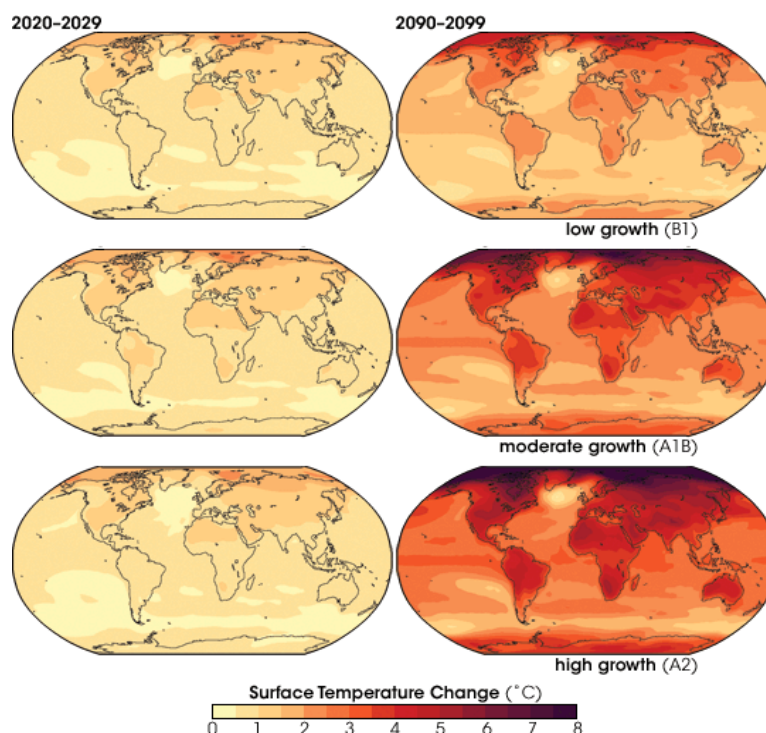 2020–2029
2090–2099
low growth (B1)
moderate growth (A1B)
high growth (A2)
Surface Temperature Change (°C)
0 1 2 3 4 5 6 7 8